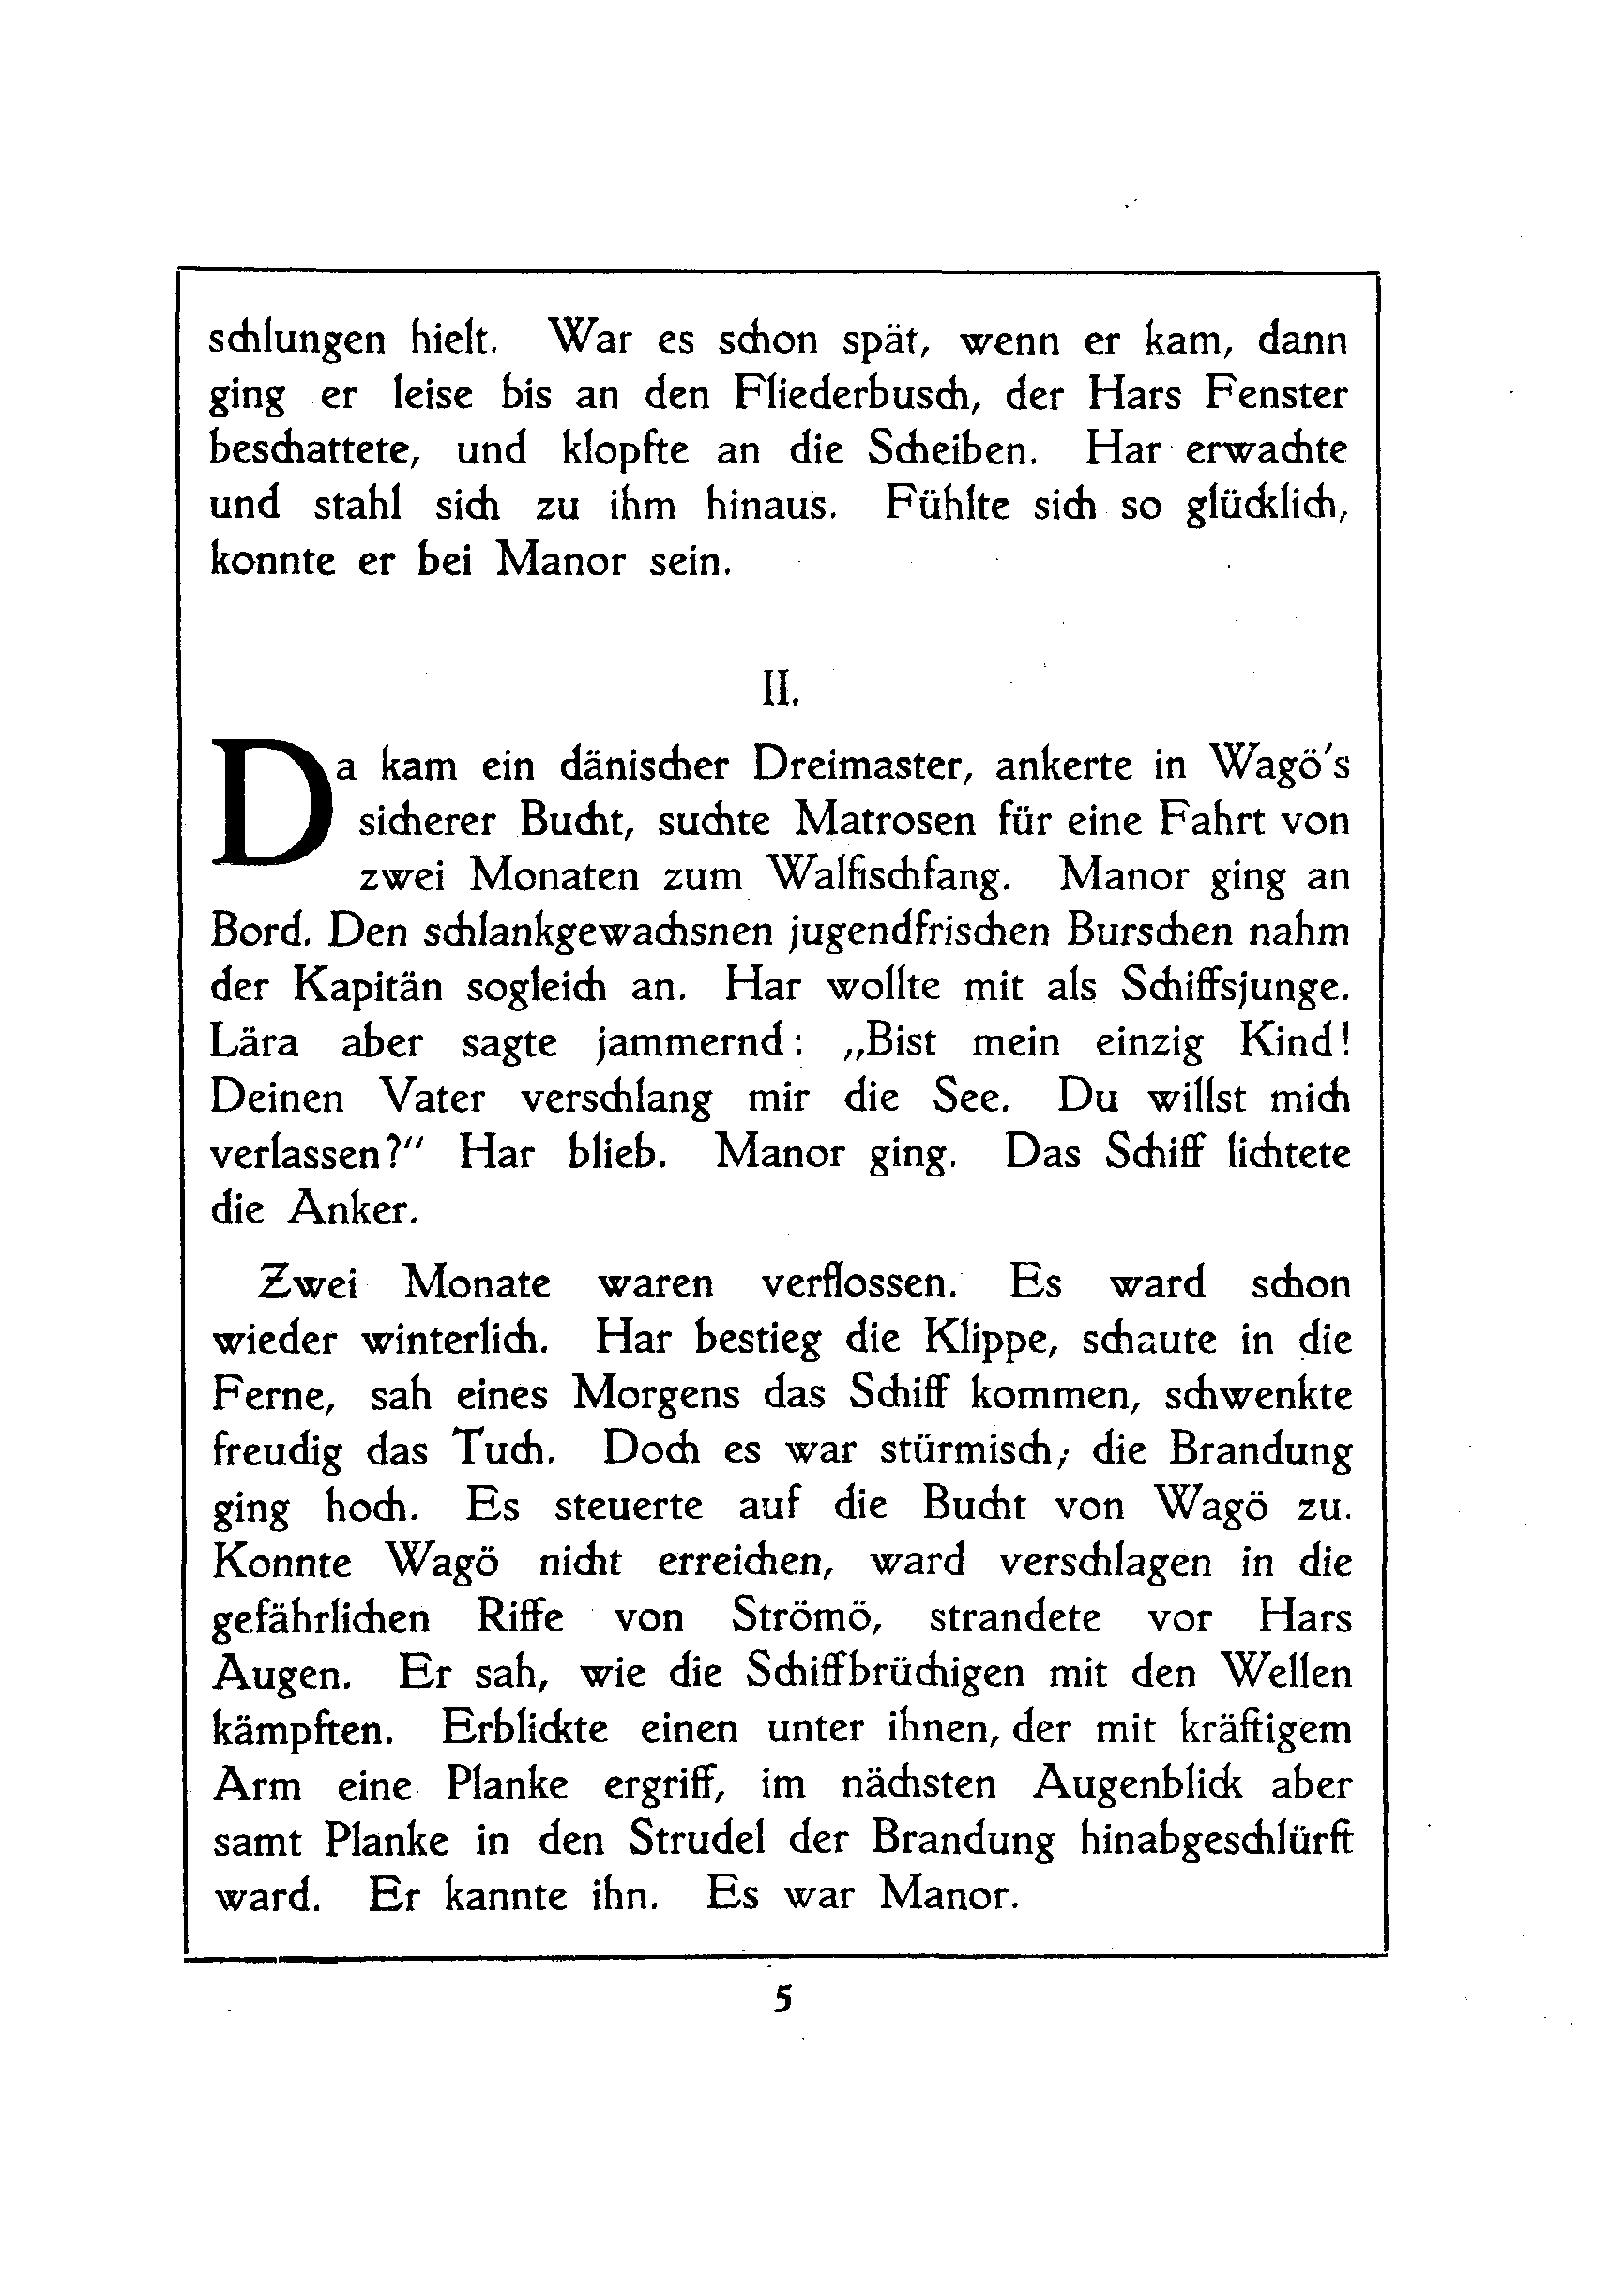 schlungen hielt. War es schon spät, wenn er kam, dann
ging er leise bis an den Fliederbusch, der Hars Fenster
beschattete, und klopfte an die Scheiben. Har erwachte
und stahl sich zu ihm hinaus. Fühlte sich so glücklich,
konnte er bei Manor sein.
II.
Da kam ein dänischer Dreimaster, ankerte in Wagö's
sicherer Bucht, suchte Matrosen für eine Fahrt von
zwei Monaten zum Walfischfang. Manor ging an
Bord. Den schlankgewachsnen jugendfrischen Burschen nahm
der Kapitän sogleich an. Har wollte mit als Schiffsjunge.
Lära aber sagte jammernd: „Bist mein einzig Kind!
Deinen Vater verschlang mir die See. Du willst mich
verlassen?“ Har blieb. Manor ging. Das Schiff lichtete
die Anker.
Zwei Monate waren verflossen. Es ward schon
wieder winterlich. Har bestieg die Klippe, schaute in die
Ferne, sah eines Morgens das Schiff kommen, schwenkte
freudig das Tuch. Doch es war stürmisch; die Brandung
ging hoch. Es steuerte auf die Bucht von Wagö zu.
Konnte Wagö nicht erreichen, ward verschlagen in die
gefährlichen Riffe von Strömö, strandete vor Hars
Augen. Er sah, wie die Schiffbrüchigen mit den Wellen
kämpften. Erblickte einen unter ihnen, der mit kräftigem
Arm eine Planke ergriff, im nächsten Augenblick aber
samt Planke in den Strudel der Brandung hinabgeschlürft
ward. Er kannte ihn. Es war Manor.
5